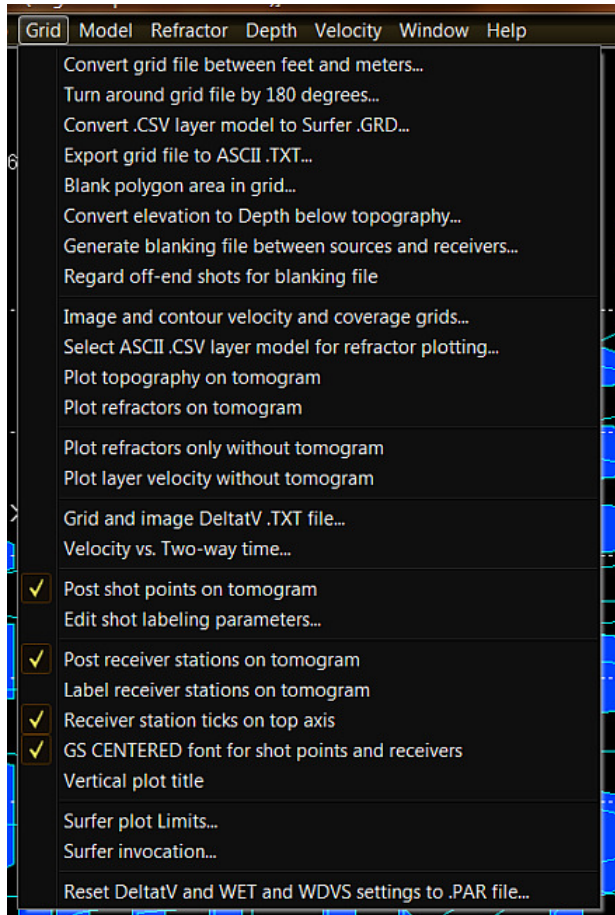 Grid Model Refractor Depth Velocity Window Help
Convert grid file between feet and meters...
Turn around grid file by 180 degrees...
Convert .CSV layer model to Surfer .GRD...
Export grid file to ASCII .TXT...
Blank polygon area in grid...
Convert elevation to Depth below topography...
Generate blanking file between sources and receivers...
Regard off-end shots for blanking file
Image and contour velocity and coverage grids...
Select ASCII .CSV layer model for refractor plotting...
Plot topography on tomogram
Plot refractors on tomogram
Plot refractors only without tomogram
Plot layer velocity without tomogram
Grid and image DeltatV .TXT file...
Velocity vs. Two-way time...
Post shot points on tomogram
Edit shot labeling parameters...
Post receiver stations on tomogram
Label receiver stations on tomogram
Receiver station ticks on top axis
GS CENTERED font for shot points and receivers
Vertical plot title
Surfer plot Limits...
Surfer invocation...
Reset DeltatV and WET and WDVS settings to .PAR file...